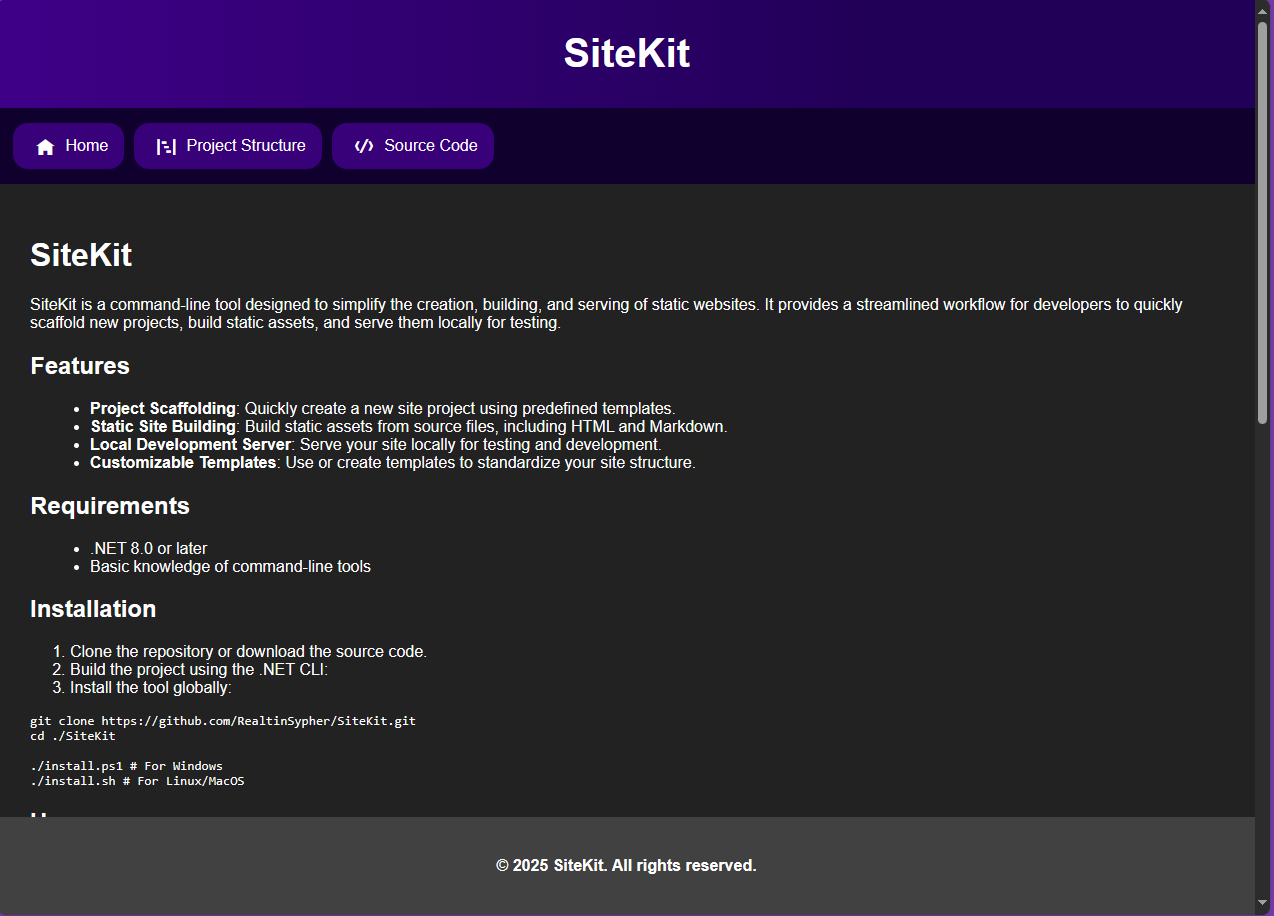 SiteKit
Home
Project Structure
Source Code
SiteKit
SiteKit is a command-line tool designed to simplify the creation, building, and serving of static websites. It provides a streamlined workflow for developers to quickly
scaffold new projects, build static assets, and serve them locally for testing.
Features
• Project Scaffolding: Quickly create a new site project using predefined templates.
• Static Site Building: Build static assets from source files, including HTML and Markdown.
• Local Development Server: Serve your site locally for testing and development.
• Customizable Templates: Use or create templates to standardize your site structure.
Requirements
• .NET 8.0 or later
• Basic knowledge of command-line tools
Installation
1. Clone the repository or download the source code.
2. Build the project using the .NET CLI:
3. Install the tool globally:
git clone https://github.com/RealtinSypher/SiteKit.git
cd ./SiteKit
./install.ps1 # For Windows
./install.sh # For Linux/MacOS
© 2025 SiteKit. All rights reserved.